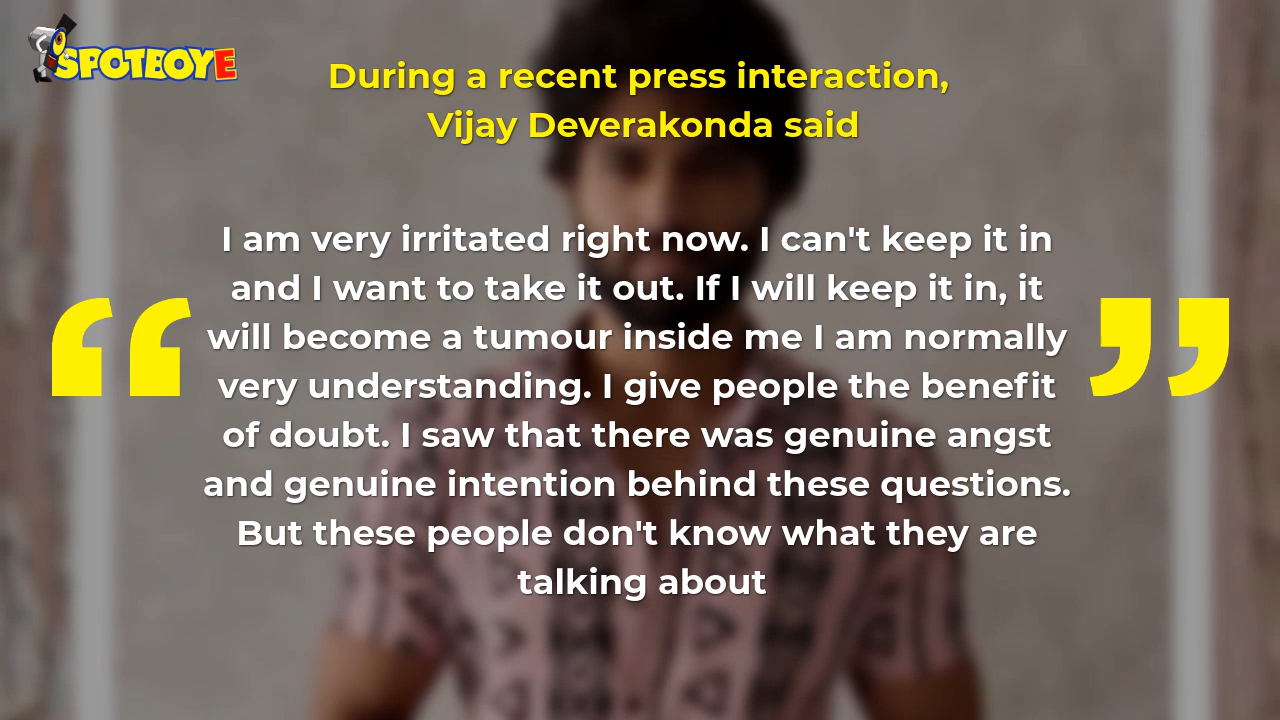 SPOTBOYE
During a recent press interaction,
Vijay Deverakonda said
I am very irritated right now. I can't keep it in
and I want to take it out. If I will keep it in, it
will become a tumour inside me I am normally
very understanding. I give people the benefit
of doubt. I saw that there was genuine angst
and genuine intention behind these questions.
But these people don't know what they are
talking about